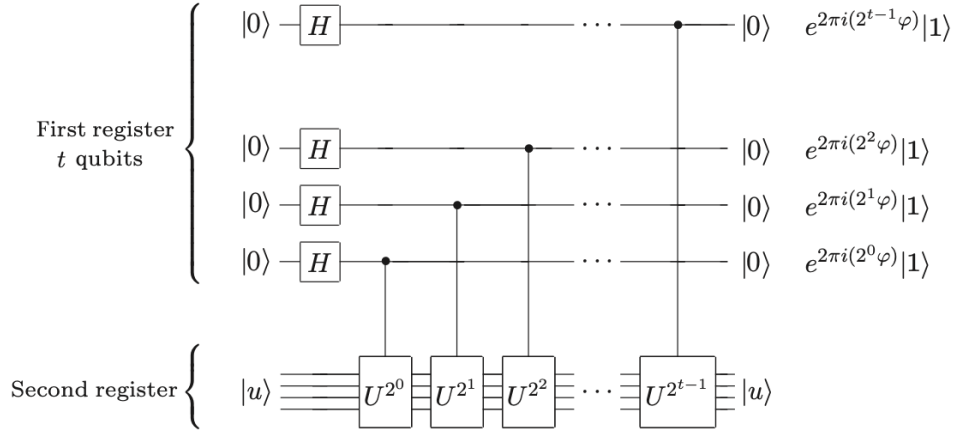 |0⟩ H ··· |0⟩ e^{2πi(2^{t−1}φ)}|1⟩
First register
t qubits
|0⟩ H ··· |0⟩ e^{2πi(2^2φ)}|1⟩
|0⟩ H ··· |0⟩ e^{2πi(2^1φ)}|1⟩
|0⟩ H ··· |0⟩ e^{2πi(2^0φ)}|1⟩
Second register |u⟩ U^{2^0} U^{2^1} U^{2^2} ··· U^{2^{t−1}} |u⟩